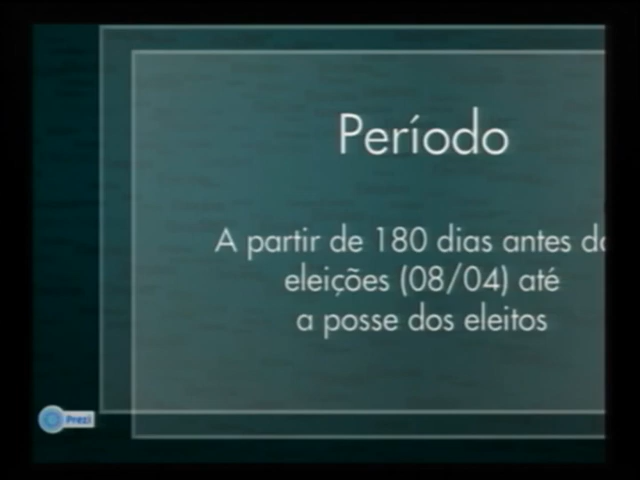 Período
A partir de 180 dias antes
eleições (08/04) até
a posse dos eleitos
Prezi